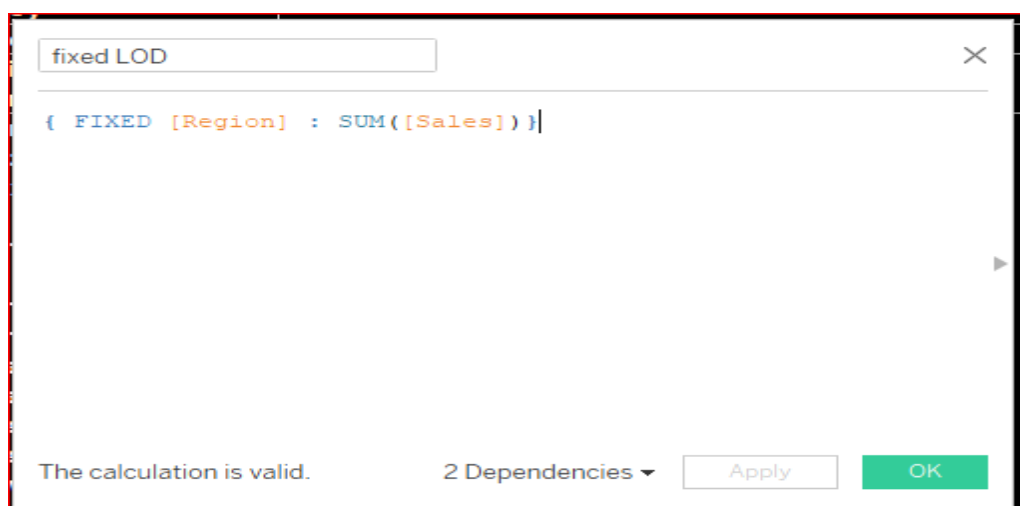 fixed LOD
{ FIXED [Region] : SUM([Sales])}
The calculation is valid. 2 Dependencies Apply OK